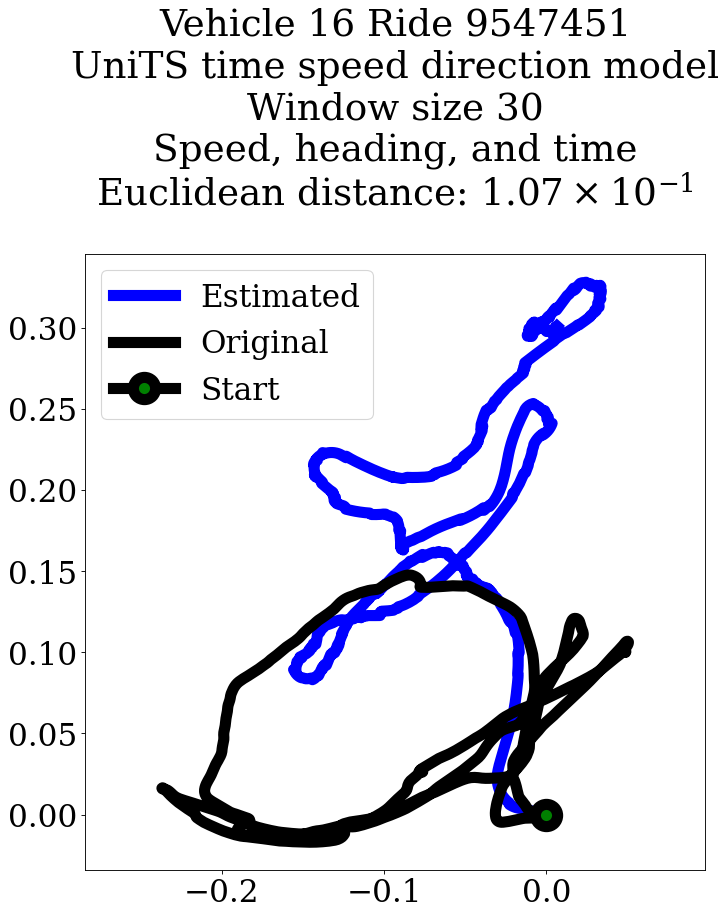 Vehicle 16 Ride 9547451
UniTS time speed direction model
Window size 30
Speed, heading, and time
Euclidean distance: $1.07 \times 10^{-1}$
Estimated
Original
Start
0.30
0.25
0.20
0.15
0.10
0.05
0.00
−0.2 −0.1 0.0